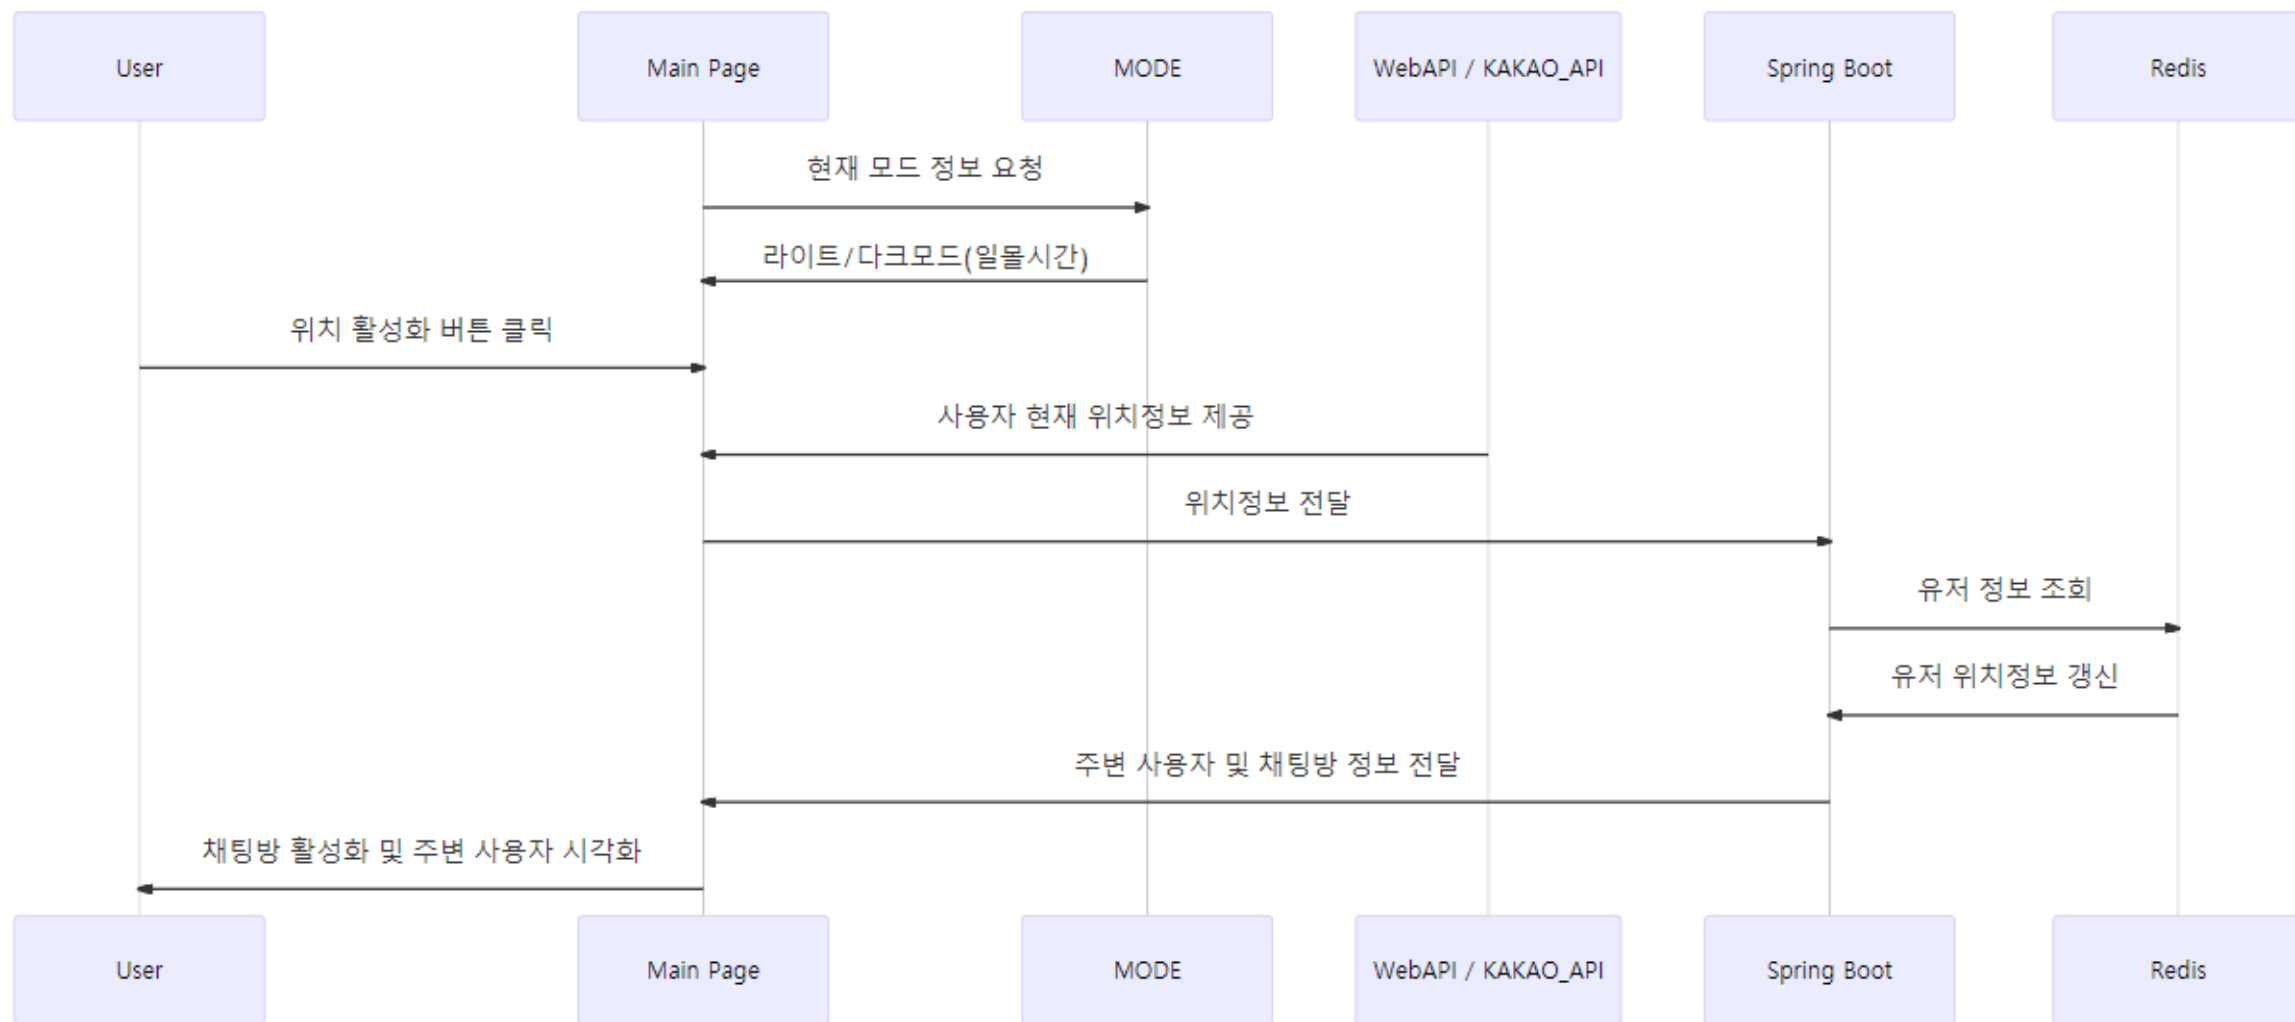 User
Main Page
MODE
WebAPI / KAKAO_API
Spring Boot
Redis
현재 모드 정보 요청
라이트/다크모드(일몰시간)
위치 활성화 버튼 클릭
사용자 현재 위치정보 제공
위치정보 전달
유저 정보 조회
유저 위치정보 갱신
주변 사용자 및 채팅방 정보 전달
채팅방 활성화 및 주변 사용자 시각화
User
Main Page
MODE
WebAPI / KAKAO_API
Spring Boot
Redis